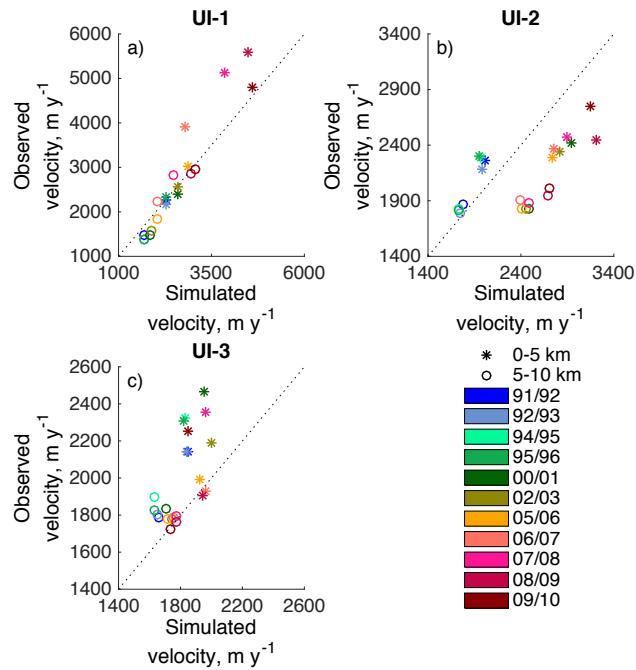 UI-1
a)
6000
5000
4000
3000
2000
1000
Observed
velocity, m y⁻¹
1000 3500 6000
Simulated
velocity, m y⁻¹
UI-2
b)
3400
2900
2400
1900
1400
Observed
velocity, m y⁻¹
1400 2400 3400
Simulated
velocity, m y⁻¹
UI-3
c)
2600
2400
2200
2000
1800
1600
1400
Observed
velocity, m y⁻¹
1400 1800 2200 2600
Simulated
velocity, m y⁻¹
0-5 km
5-10 km
91/92
92/93
94/95
95/96
00/01
02/03
05/06
06/07
07/08
08/09
09/10